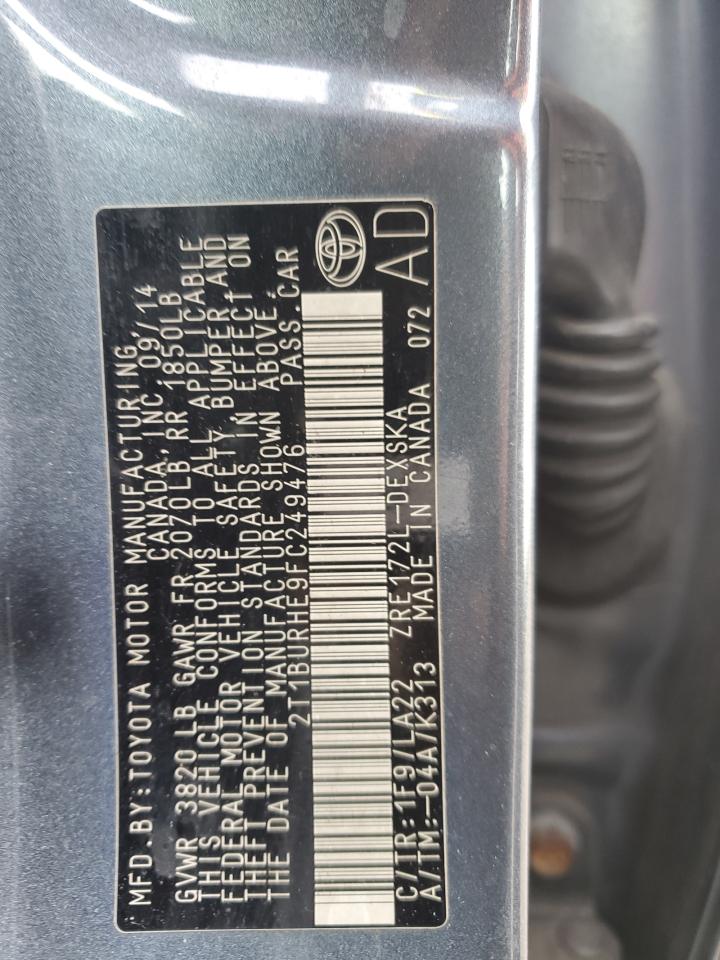 MFD.BY:TOYOTA MOTOR MANUFACTURING
CANADA, INC. 09/14
GVWR 3820 LB GAWR FR 2070LB, RR 1850LB
THIS VEHICLE CONFORMS TO ALL APPLICABLE
FEDERAL MOTOR VEHICLE SAFETY, BUMPER, AND
THEFT PREVENTION STANDARDS IN EFFECT ON
THE DATE OF MANUFACTURE SHOWN ABOVE.
2T1BURHE9FC249476 PASS.CAR
C/TR:1F9/LA22 ZRE172L-DEXSKA
A/TM:-04A/K313 MADE IN CANADA 072
AD